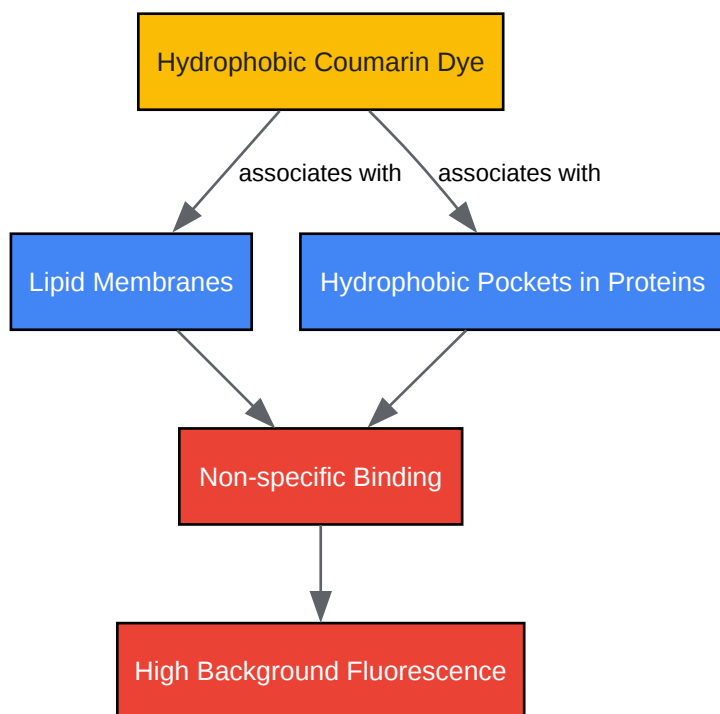 Hydrophobic Coumarin Dye
associates with
associates with
Lipid Membranes
Hydrophobic Pockets in Proteins
Non-specific Binding
High Background Fluorescence